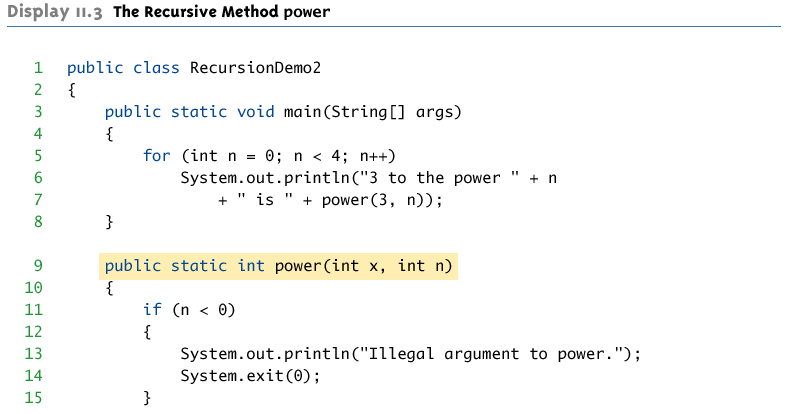 Display 11.3 The Recursive Method power
1 public class RecursionDemo2
2 {
3 public static void main(String[] args)
4 {
5 for (int n = 0; n < 4; n++)
6 System.out.println("3 to the power " + n
7 + " is " + power(3, n));
8 }
9 public static int power(int x, int n)
10 {
11 if (n < 0)
12 {
13 System.out.println("Illegal argument to power.");
14 System.exit(0);
15 }